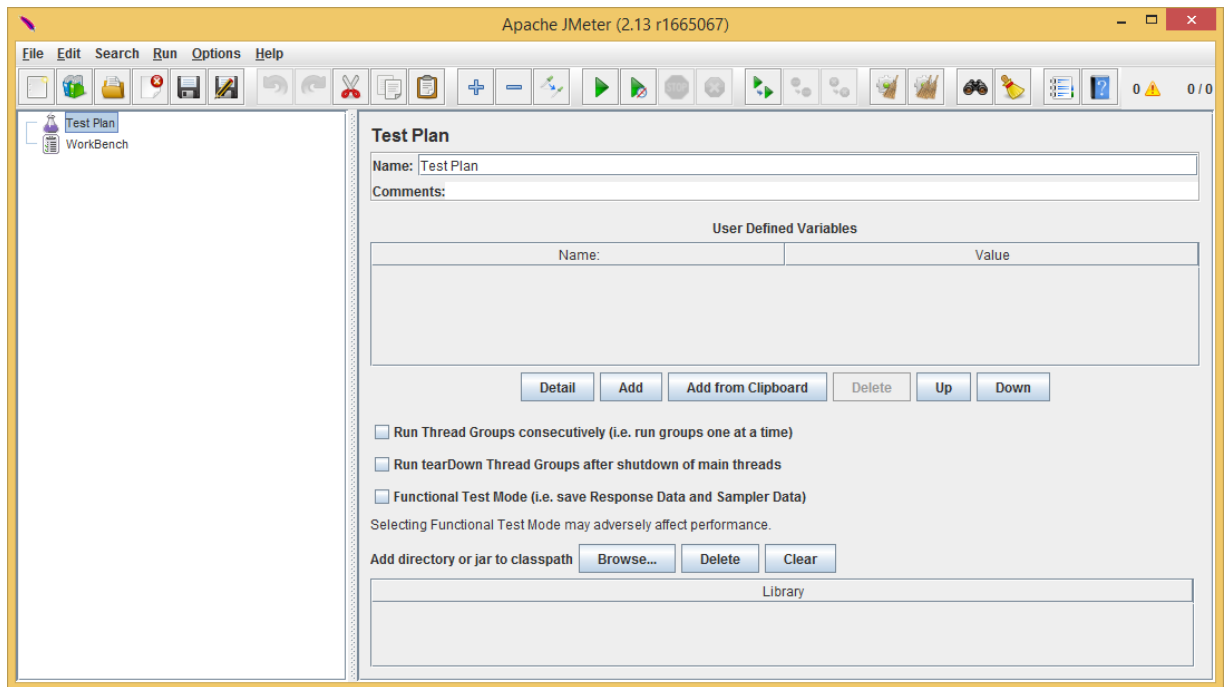 Apache JMeter (2.13 r1665067)
File Edit Search Run Options Help
STOP
? 0 0 / 0
Test Plan
WorkBench
Test Plan
Name: Test Plan
Comments:
User Defined Variables
Name: Value
Detail Add Add from Clipboard Delete Up Down
Run Thread Groups consecutively (i.e. run groups one at a time)
Run tearDown Thread Groups after shutdown of main threads
Functional Test Mode (i.e. save Response Data and Sampler Data)
Selecting Functional Test Mode may adversely affect performance.
Add directory or jar to classpath Browse... Delete Clear
Library